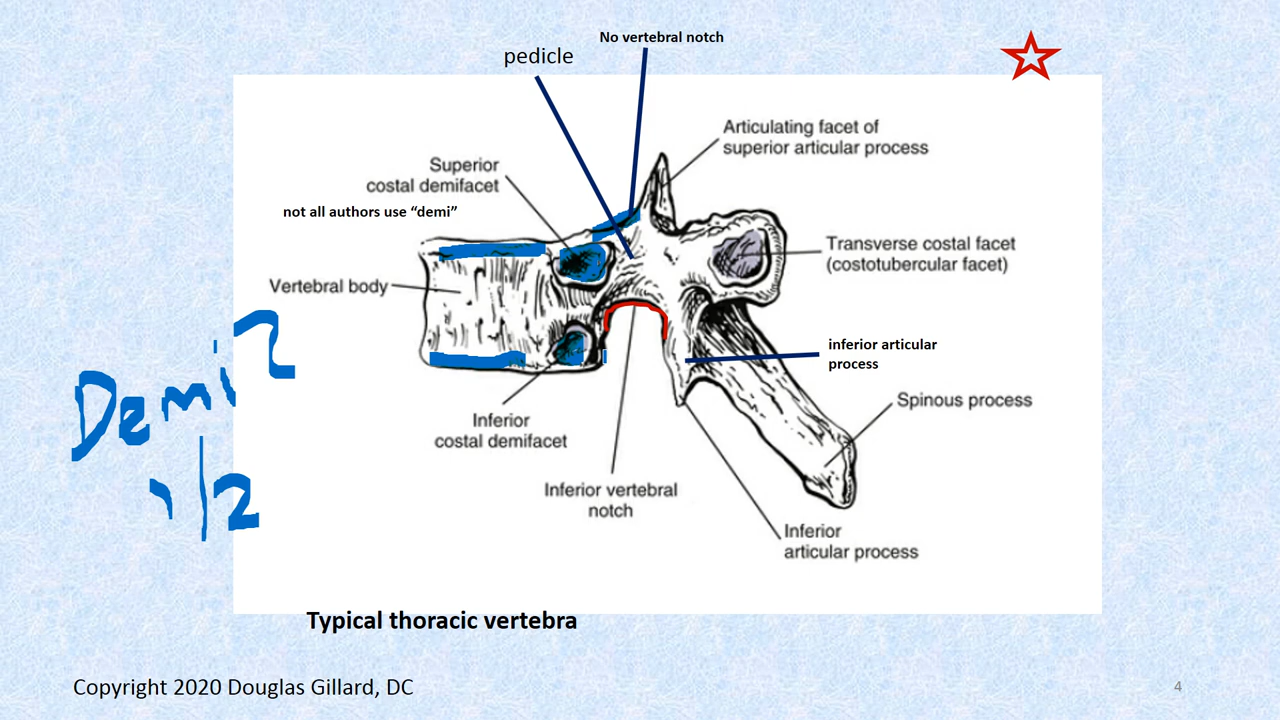 No vertebral notch
pedicle
Articulating facet of
superior articular process
Superior
costal demifacet
not all authors use “demi”
Transverse costal facet
(costotubercular facet)
Vertebral body
inferior articular
process
Demi
1/2
Spinous process
Inferior
costal demifacet
Inferior vertebral
notch
Inferior
articular process
Typical thoracic vertebra
Copyright 2020 Douglas Gillard, DC
4